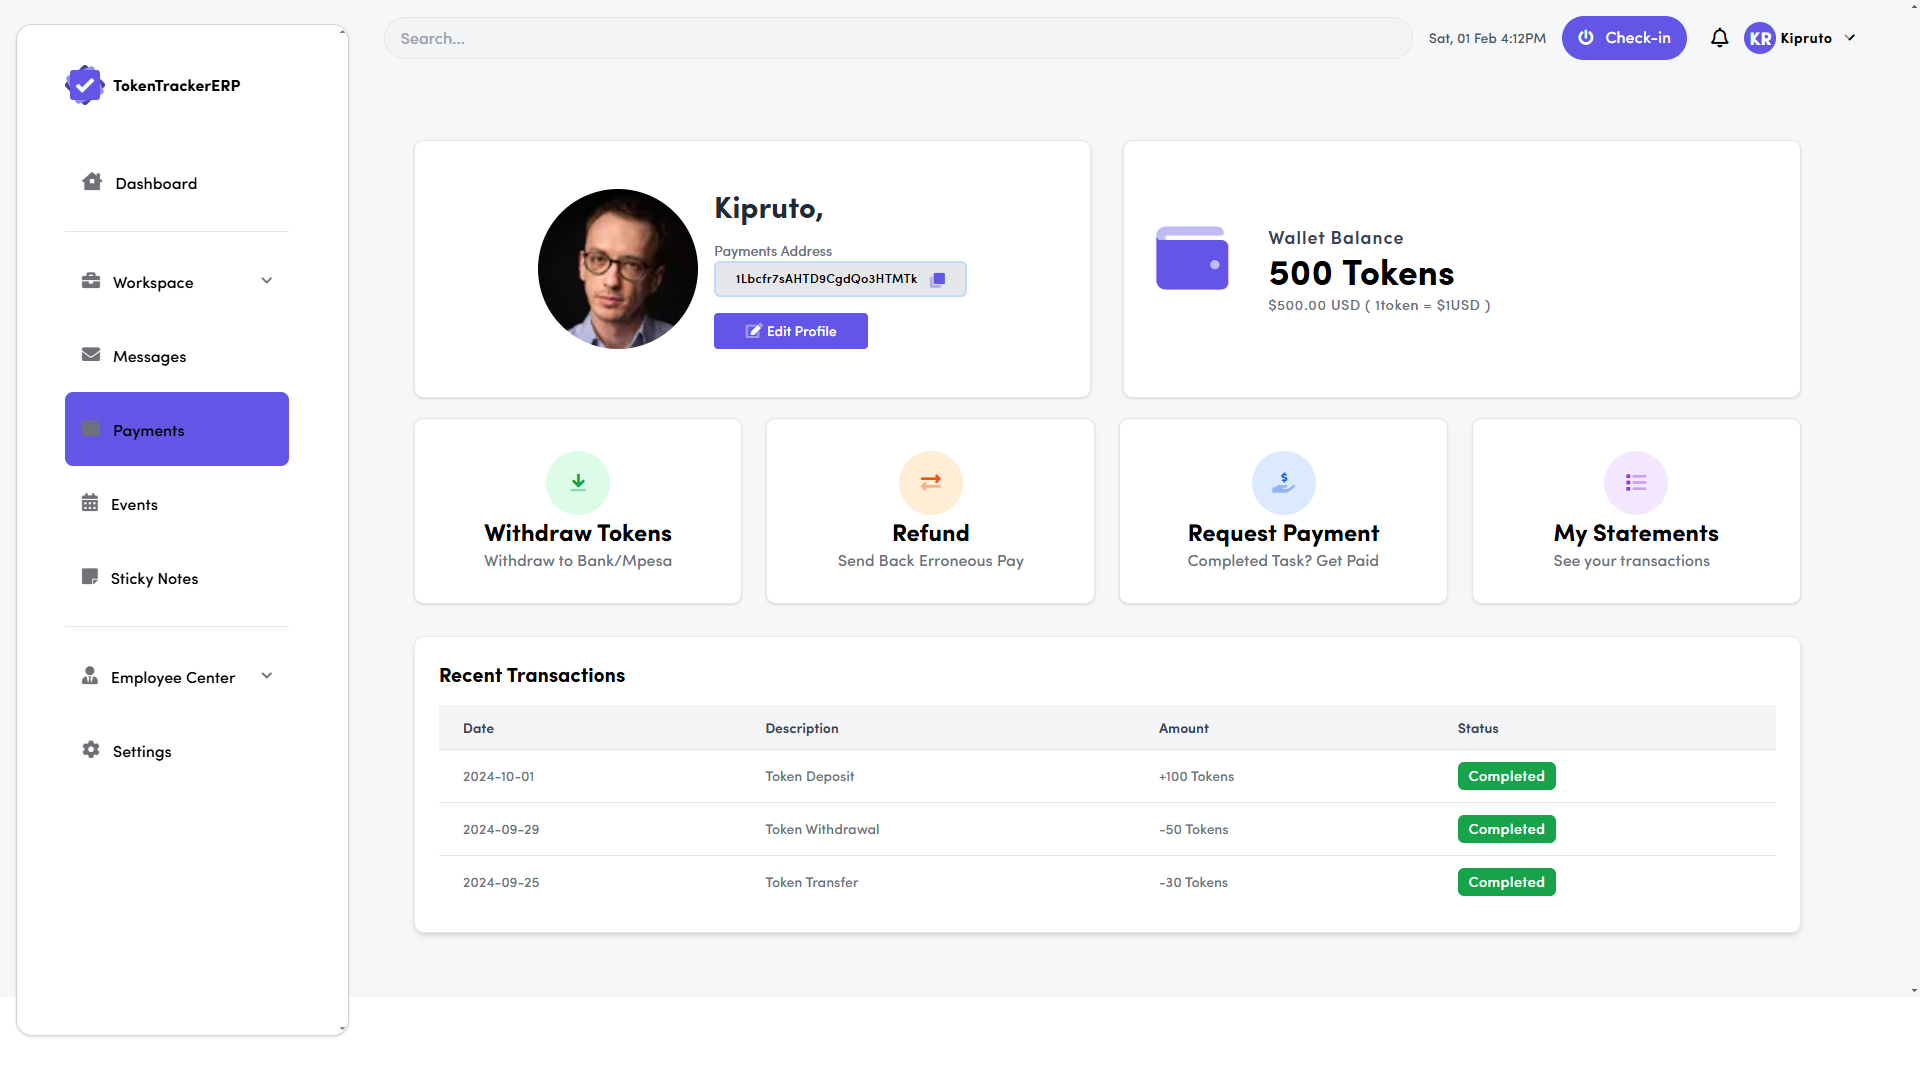 TokenTrackerERP
Dashboard
Workspace
Messages
Payments
Events
Sticky Notes
Employee Center
Settings
Search...
Sat, 01 Feb 4:12PM
Check-in
KR Kipruto
Kipruto,
Payments Address
1Lbcfr7sAHTD9CgdQo3HTMTk
Edit Profile
Wallet Balance
500 Tokens
$500.00 USD ( 1token = $1USD )
Withdraw Tokens
Withdraw to Bank/Mpesa
Refund
Send Back Erroneous Pay
Request Payment
Completed Task? Get Paid
My Statements
See your transactions
Recent Transactions
Date Description Amount Status
2024-10-01 Token Deposit +100 Tokens Completed
2024-09-29 Token Withdrawal -50 Tokens Completed
2024-09-25 Token Transfer -30 Tokens Completed